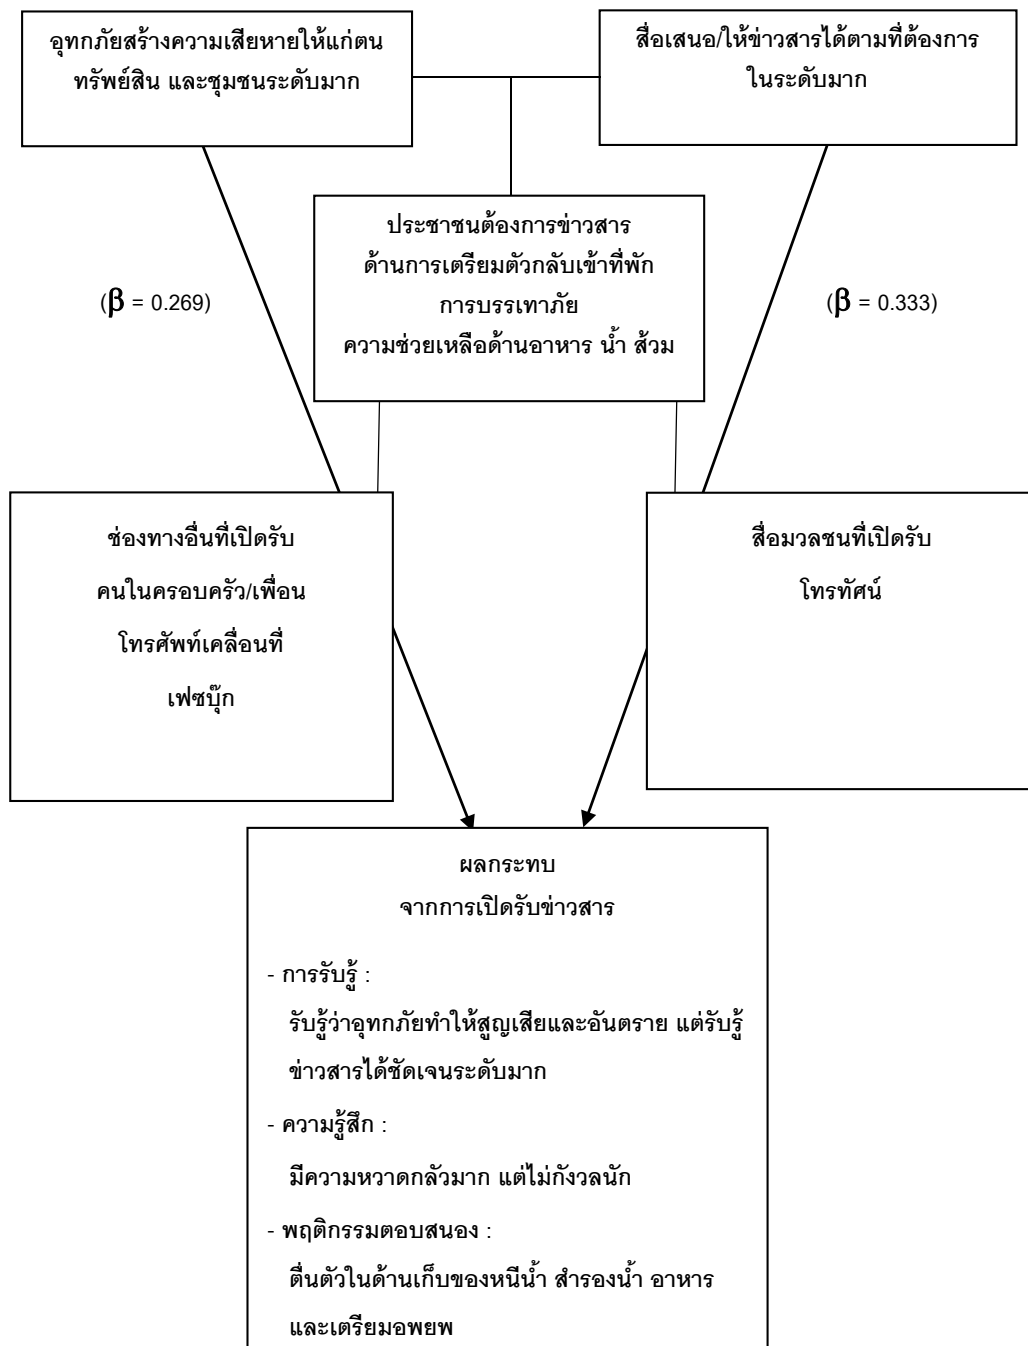 อุทกภัยสร้างความเสียหายให้แก่ตน
ทรัพย์สิน และชุมชนระดับมาก
สื่อเสนอ/ให้ข่าวสารได้ตามที่ต้องการ
ในระดับมาก
ประชาชนต้องการข่าวสาร
ด้านการเตรียมตัวกลับเข้าที่พัก
การบรรเทาภัย
ความช่วยเหลือด้านอาหาร น้ำ ส้วม
(β = 0.269)
(β = 0.333)
ช่องทางอื่นที่เปิดรับ
คนในครอบครัว/เพื่อน
โทรศัพท์เคลื่อนที่
เฟซบุ๊ก
สื่อมวลชนที่เปิดรับ
โทรทัศน์
ผลกระทบ
จากการเปิดรับข่าวสาร
- การรับรู้ :
รับรู้ว่าอุทกภัยทำให้สูญเสียและอันตราย แต่รับรู้
ข่าวสารได้ชัดเจนระดับมาก
- ความรู้สึก :
มีความหวาดกลัวมาก แต่ไม่กังวลนัก
- พฤติกรรมตอบสนอง :
ตื่นตัวในด้านเก็บของหนีน้ำ สำรองน้ำ อาหาร
และเตรียมอพยพ